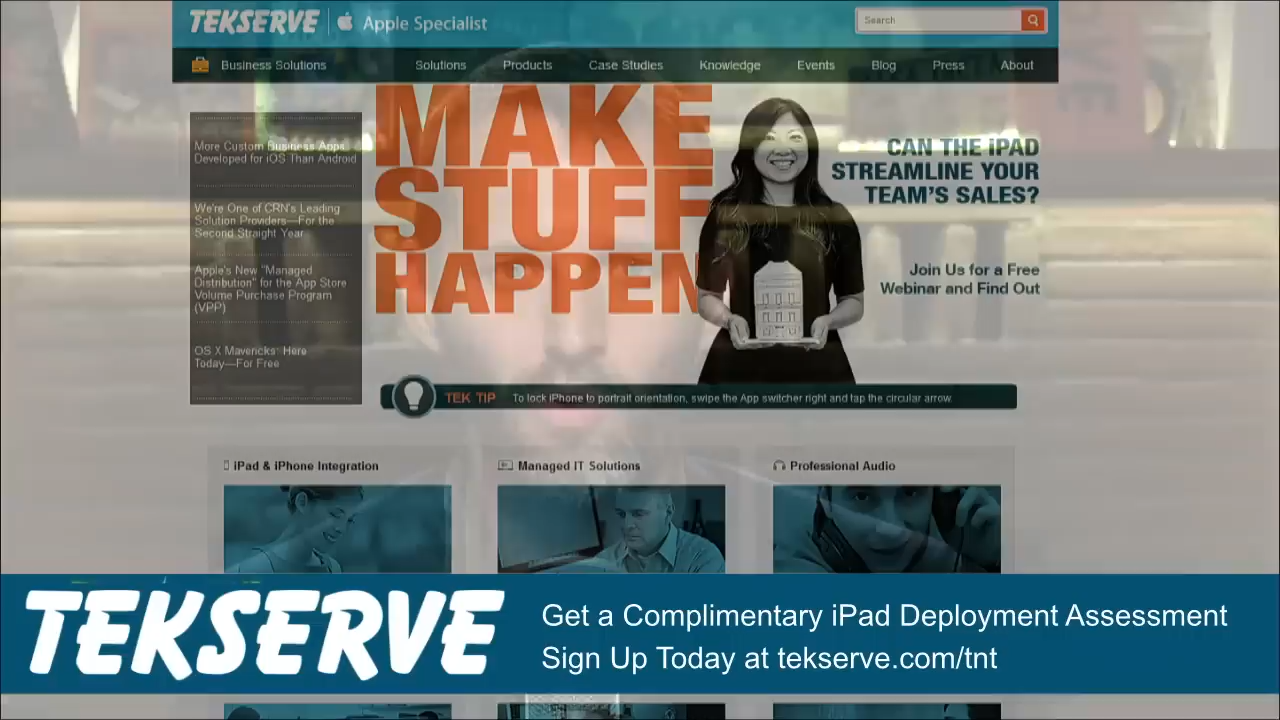 TEKSERVE Apple Specialist
Search
Business Solutions
Solutions Products Case Studies Knowledge Events Blog Press About
More Custom Business Apps
Developed for iOS Than Android
We're One of CRN's Leading
Solution Providers—For the
Second Straight Year
Apple's New "Managed
Distribution" for the App Store
Volume Purchase Program
(VPP)
OS X Mavericks: Here
Today—For Free
MAKE
STUFF
HAPPEN
CAN THE iPAD
STREAMLINE YOUR
TEAM'S SALES?
Join Us for a Free
Webinar and Find Out
TEK TIP To lock iPhone to portrait orientation, swipe the App switcher right and tap the circular arrow.
iPad & iPhone Integration
Managed IT Solutions
Professional Audio
TEKSERVE
Get a Complimentary iPad Deployment Assessment
Sign Up Today at tekserve.com/tnt